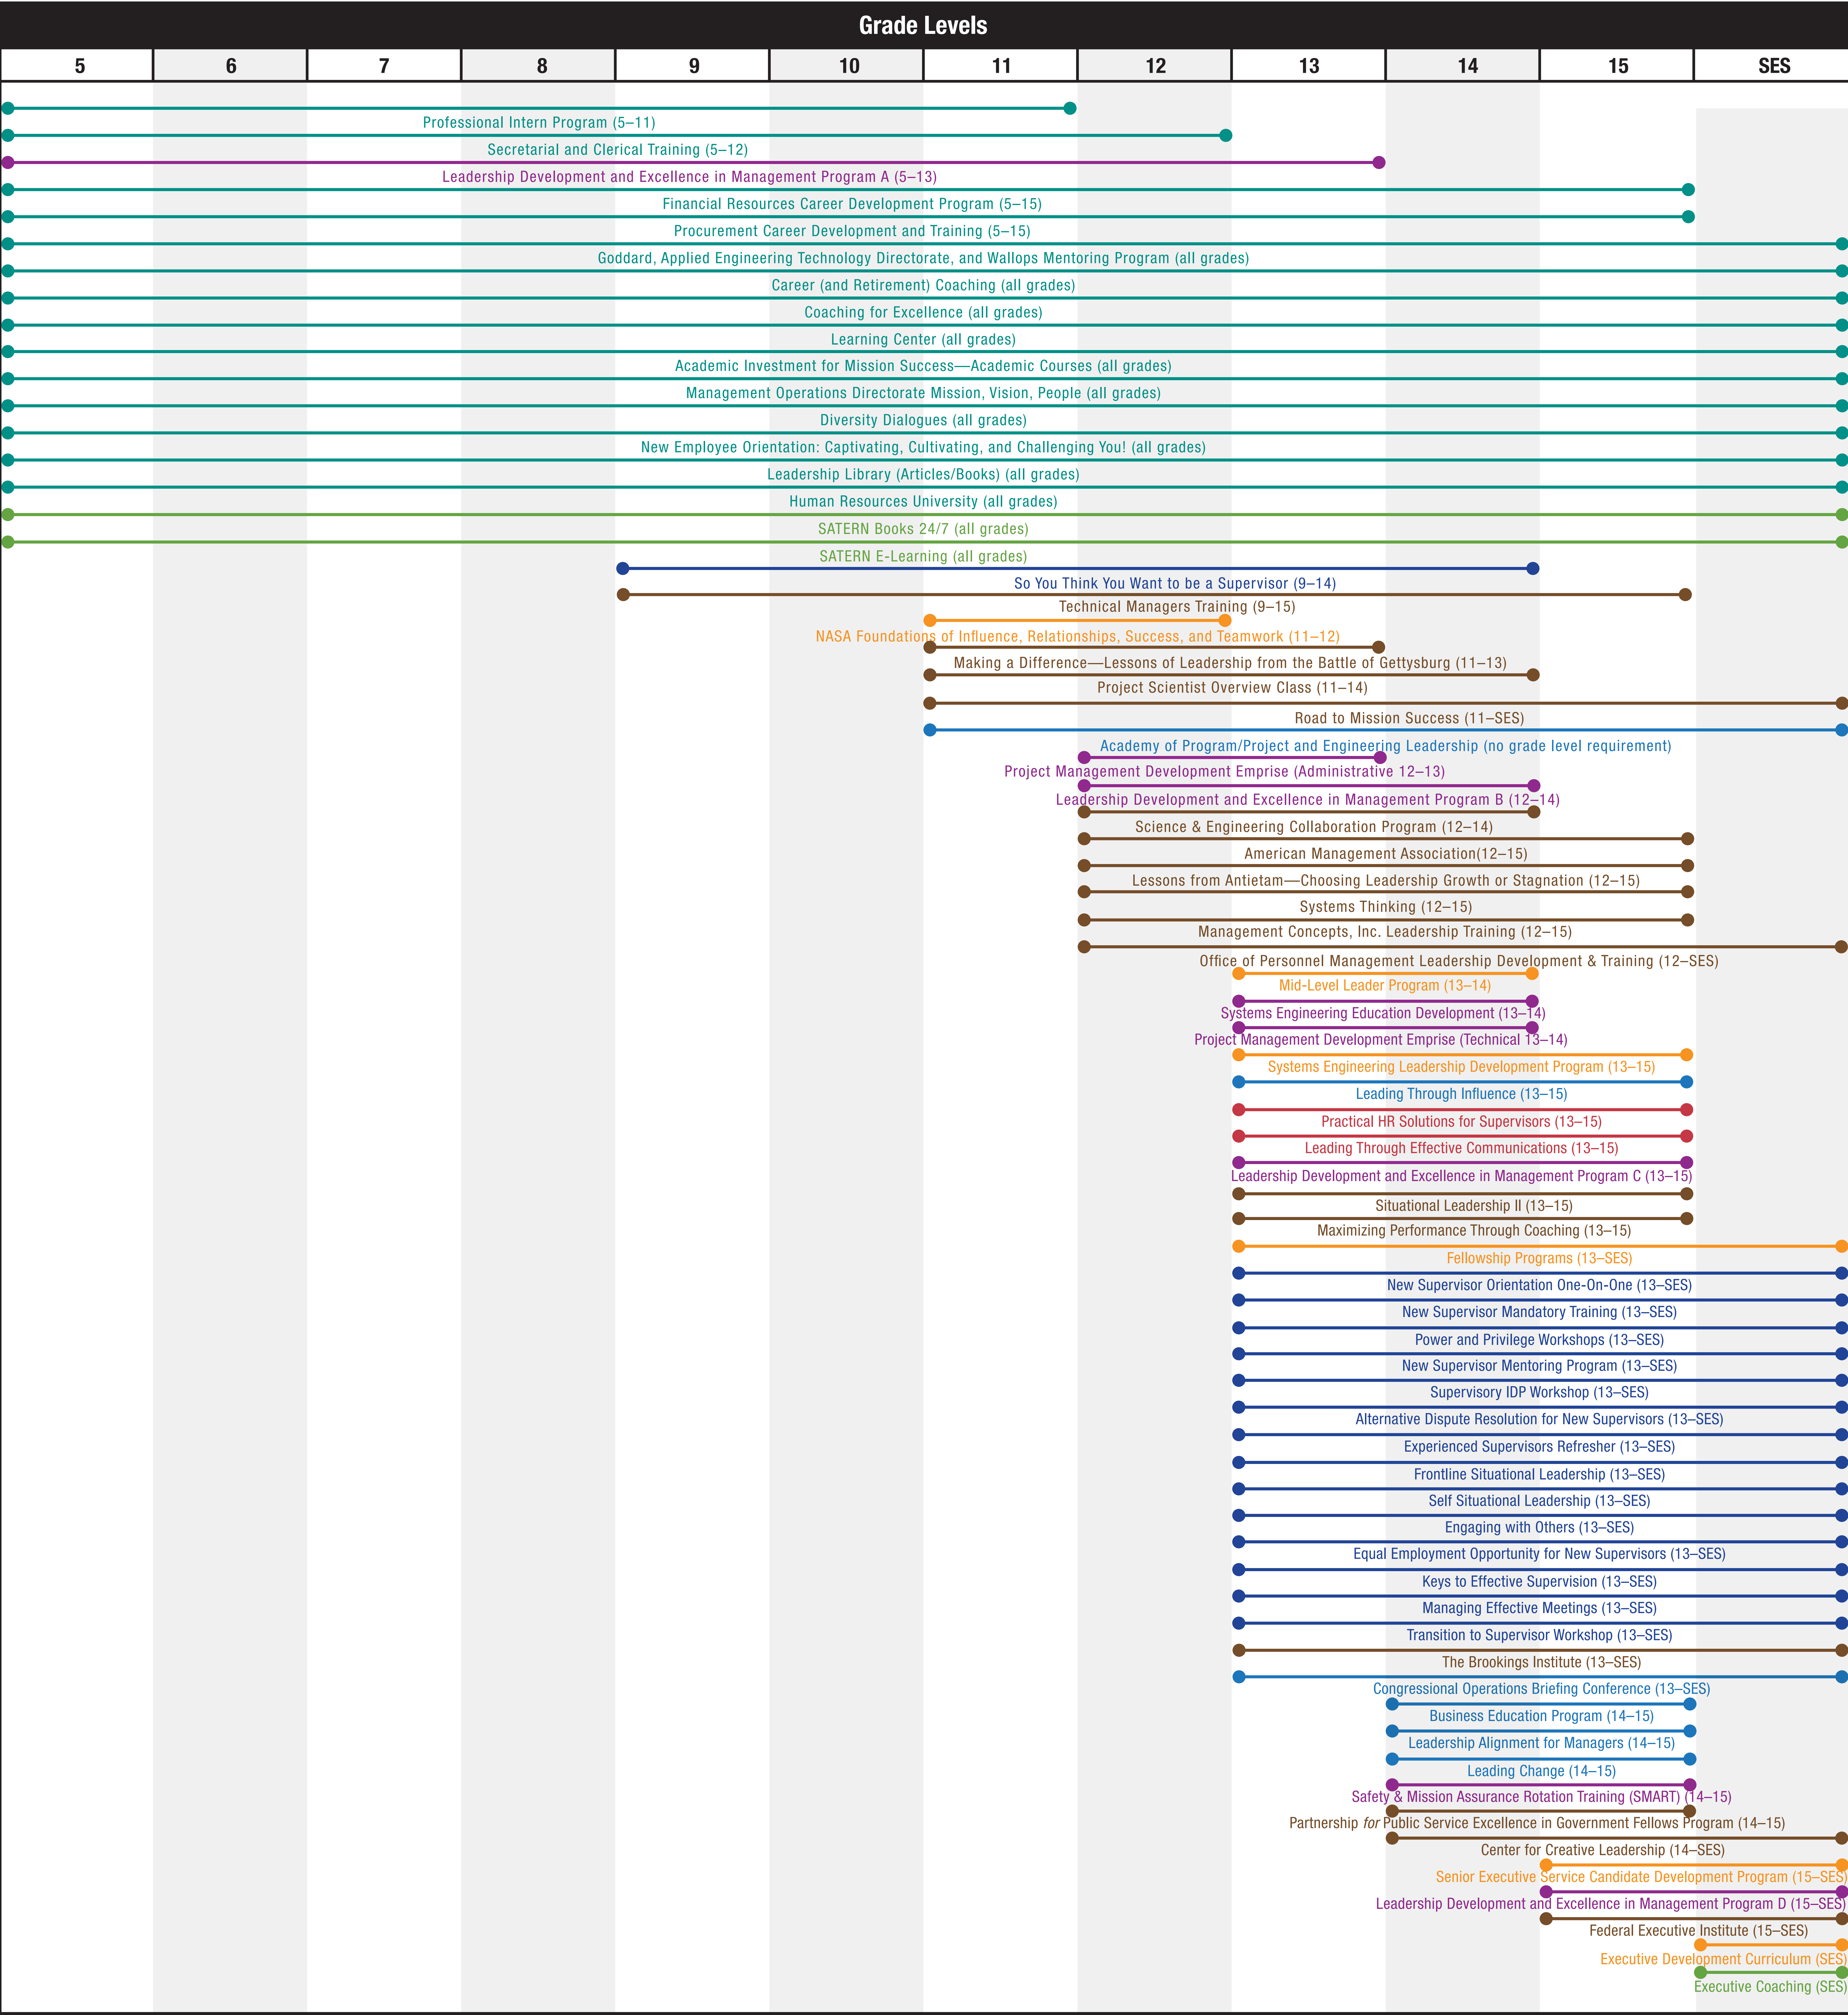 Grade Levels
5 6 7 8 9 10 11 12 13 14 15 SES
Professional Intern Program (5–11)
Secretarial and Clerical Training (5–12)
Leadership Development and Excellence in Management Program A (5–13)
Financial Resources Career Development Program (5–15)
Procurement Career Development and Training (5–15)
Goddard, Applied Engineering Technology Directorate, and Wallops Mentoring Program (all grades)
Career (and Retirement) Coaching (all grades)
Coaching for Excellence (all grades)
Learning Center (all grades)
Academic Investment for Mission Success—Academic Courses (all grades)
Management Operations Directorate Mission, Vision, People (all grades)
Diversity Dialogues (all grades)
New Employee Orientation: Captivating, Cultivating, and Challenging You! (all grades)
Leadership Library (Articles/Books) (all grades)
Human Resources University (all grades)
SATERN Books 24/7 (all grades)
SATERN E-Learning (all grades)
So You Think You Want to be a Supervisor (9–14)
Technical Managers Training (9–15)
NASA Foundations of Influence, Relationships, Success, and Teamwork (11–12)
Making a Difference—Lessons of Leadership from the Battle of Gettysburg (11–13)
Project Scientist Overview Class (11–14)
Road to Mission Success (11–SES)
Academy of Program/Project and Engineering Leadership (no grade level requirement)
Project Management Development Emprise (Administrative 12–13)
Leadership Development and Excellence in Management Program B (12–14)
Science & Engineering Collaboration Program (12–14)
American Management Association(12–15)
Lessons from Antietam—Choosing Leadership Growth or Stagnation (12–15)
Systems Thinking (12–15)
Management Concepts, Inc. Leadership Training (12–15)
Office of Personnel Management Leadership Development & Training (12–SES)
Mid-Level Leader Program (13–14)
Systems Engineering Education Development (13–14)
Project Management Development Emprise (Technical 13–14)
Systems Engineering Leadership Development Program (13–15)
Leading Through Influence (13–15)
Practical HR Solutions for Supervisors (13–15)
Leading Through Effective Communications (13–15)
Leadership Development and Excellence in Management Program C (13–15)
Situational Leadership II (13–15)
Maximizing Performance Through Coaching (13–15)
Fellowship Programs (13–SES)
New Supervisor Orientation One-On-One (13–SES)
New Supervisor Mandatory Training (13–SES)
Power and Privilege Workshops (13–SES)
New Supervisor Mentoring Program (13–SES)
Supervisory IDP Workshop (13–SES)
Alternative Dispute Resolution for New Supervisors (13–SES)
Experienced Supervisors Refresher (13–SES)
Frontline Situational Leadership (13–SES)
Self Situational Leadership (13–SES)
Engaging with Others (13–SES)
Equal Employment Opportunity for New Supervisors (13–SES)
Keys to Effective Supervision (13–SES)
Managing Effective Meetings (13–SES)
Transition to Supervisor Workshop (13–SES)
The Brookings Institute (13–SES)
Congressional Operations Briefing Conference (13–SES)
Business Education Program (14–15)
Leadership Alignment for Managers (14–15)
Leading Change (14–15)
Safety & Mission Assurance Rotation Training (SMART) (14–15)
Partnership for Public Service Excellence in Government Fellows Program (14–15)
Center for Creative Leadership (14–SES)
Senior Executive Service Candidate Development Program (15–SES)
Leadership Development and Excellence in Management Program D (15–SES)
Federal Executive Institute (15–SES)
Executive Development Curriculum (SES)
Executive Coaching (SES)